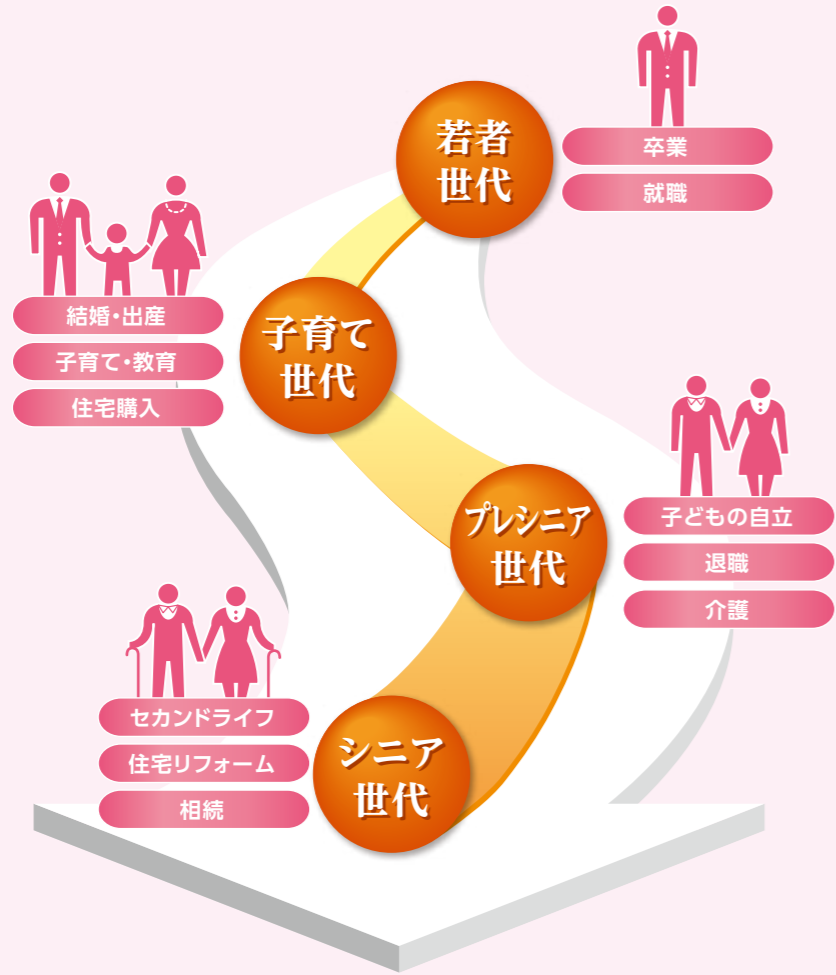 若者
世代
卒業
就職
子育て
世代
結婚・出産
子育て・教育
住宅購入
プレシニア
世代
子どもの自立
退職
介護
シニア
世代
セカンドライフ
住宅リフォーム
相続